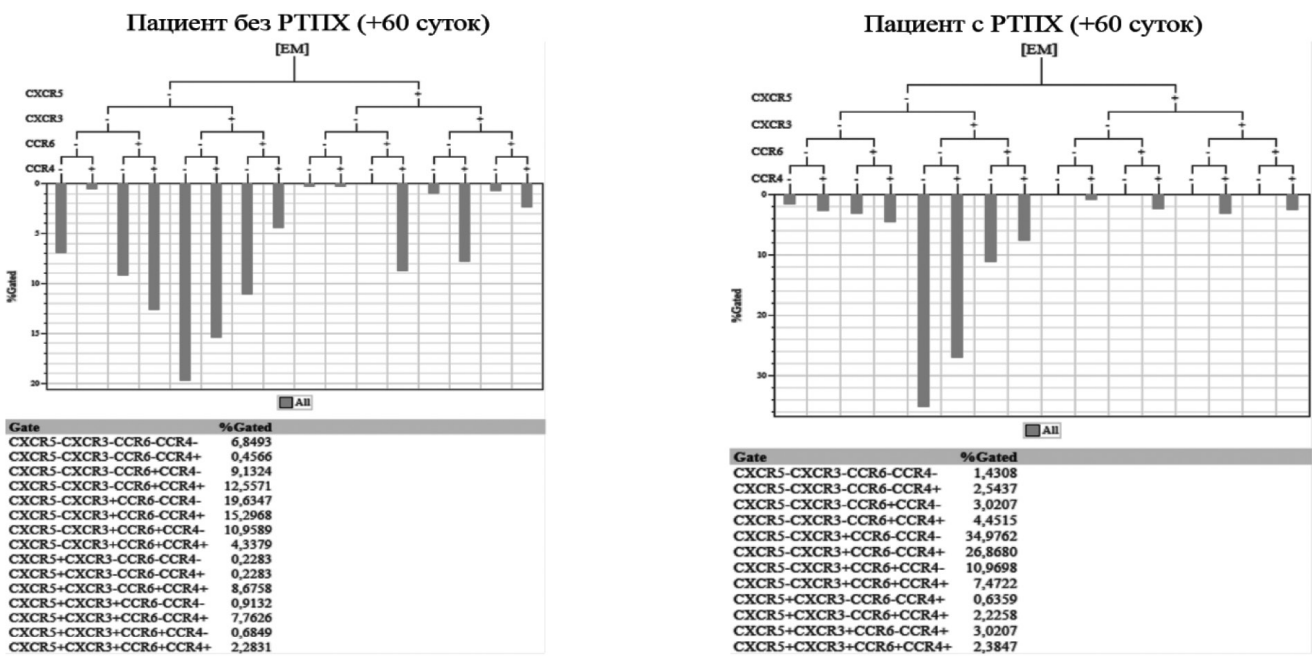 Пациент без РТПХ (+60 суток)
[EM]
CXCR5
- +
CXCR3
- + - +
CCR6
- + - + - + - +
CCR4
- + - + - + - + - + - + - + - +
%Gated
0
5
10
15
20
All
Gate %Gated
CXCR5-CXCR3-CCR6-CCR4- 6,8493
CXCR5-CXCR3-CCR6-CCR4+ 0,4566
CXCR5-CXCR3-CCR6+CCR4- 9,1324
CXCR5-CXCR3-CCR6+CCR4+ 12,5571
CXCR5-CXCR3+CCR6-CCR4- 19,6347
CXCR5-CXCR3+CCR6-CCR4+ 15,2968
CXCR5-CXCR3+CCR6+CCR4- 10,9589
CXCR5-CXCR3+CCR6+CCR4+ 4,3379
CXCR5+CXCR3-CCR6-CCR4- 0,2283
CXCR5+CXCR3-CCR6-CCR4+ 0,2283
CXCR5+CXCR3-CCR6+CCR4+ 8,6758
CXCR5+CXCR3+CCR6-CCR4- 0,9132
CXCR5+CXCR3+CCR6-CCR4+ 7,7626
CXCR5+CXCR3+CCR6+CCR4- 0,6849
CXCR5+CXCR3+CCR6+CCR4+ 2,2831
Пациент с РТПХ (+60 суток)
[EM]
CXCR5
- +
CXCR3
- + - +
CCR6
- + - + - + - +
CCR4
- + - + - + - + - + - + - + - +
%Gated
0
10
20
30
All
Gate %Gated
CXCR5-CXCR3-CCR6-CCR4- 1,4308
CXCR5-CXCR3-CCR6-CCR4+ 2,5437
CXCR5-CXCR3-CCR6+CCR4- 3,0207
CXCR5-CXCR3-CCR6+CCR4+ 4,4515
CXCR5-CXCR3+CCR6-CCR4- 34,9762
CXCR5-CXCR3+CCR6-CCR4+ 26,8680
CXCR5-CXCR3+CCR6+CCR4- 10,9698
CXCR5-CXCR3+CCR6+CCR4+ 7,4722
CXCR5+CXCR3-CCR6-CCR4+ 0,6359
CXCR5+CXCR3-CCR6+CCR4+ 2,2258
CXCR5+CXCR3+CCR6-CCR4+ 3,0207
CXCR5+CXCR3+CCR6+CCR4+ 2,3847